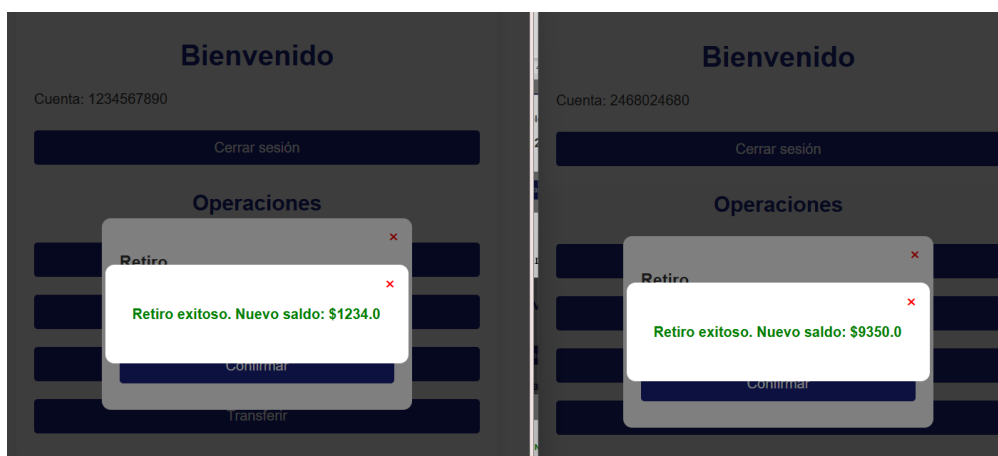 Bienvenido
Cuenta: 1234567890
Cerrar sesión
Operaciones
×
Retiro
×
Retiro exitoso. Nuevo saldo: $1234.0
Confirmar
Transferir
Bienvenido
Cuenta: 2468024680
Cerrar sesión
Operaciones
×
Retiro
×
Retiro exitoso. Nuevo saldo: $9350.0
Confirmar